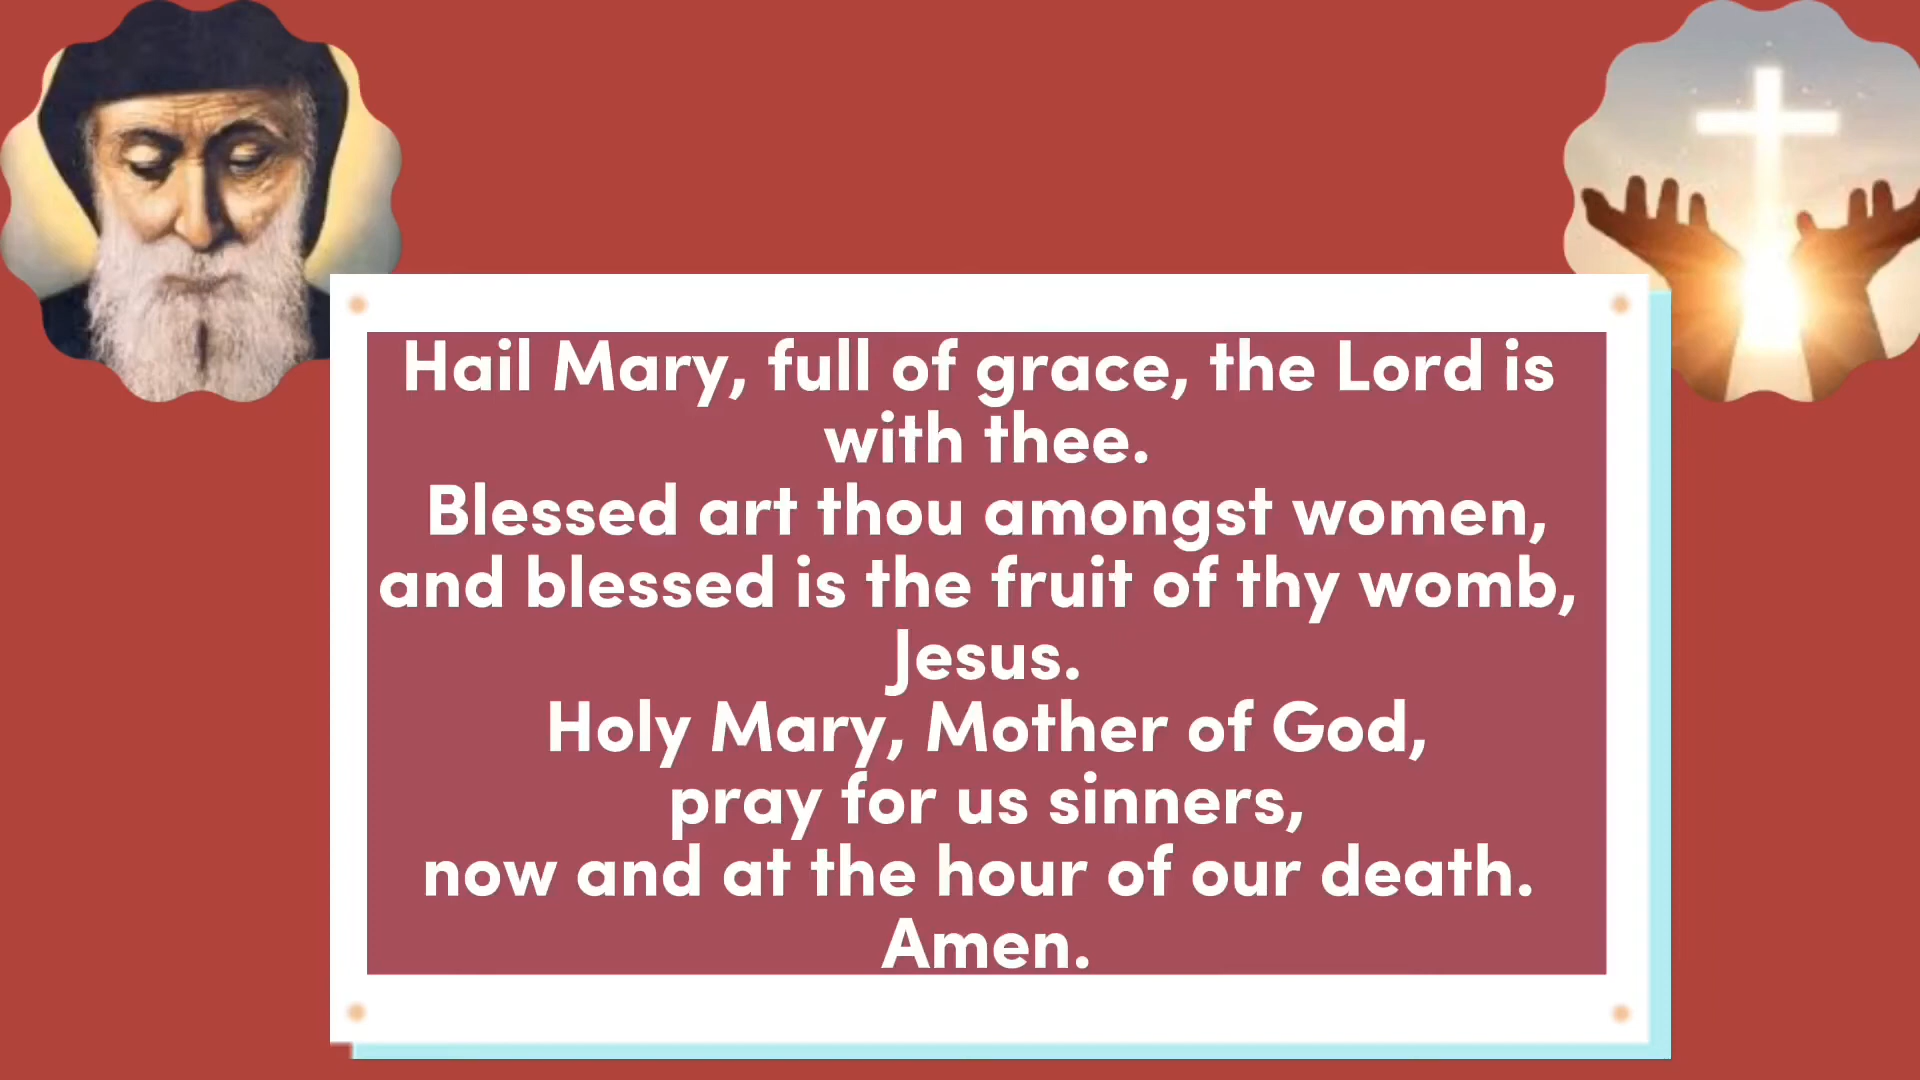 Hail Mary, full of grace, the Lord is
with thee.
Blessed art thou amongst women,
and blessed is the fruit of thy womb,
Jesus.
Holy Mary, Mother of God,
pray for us sinners,
now and at the hour of our death.
Amen.